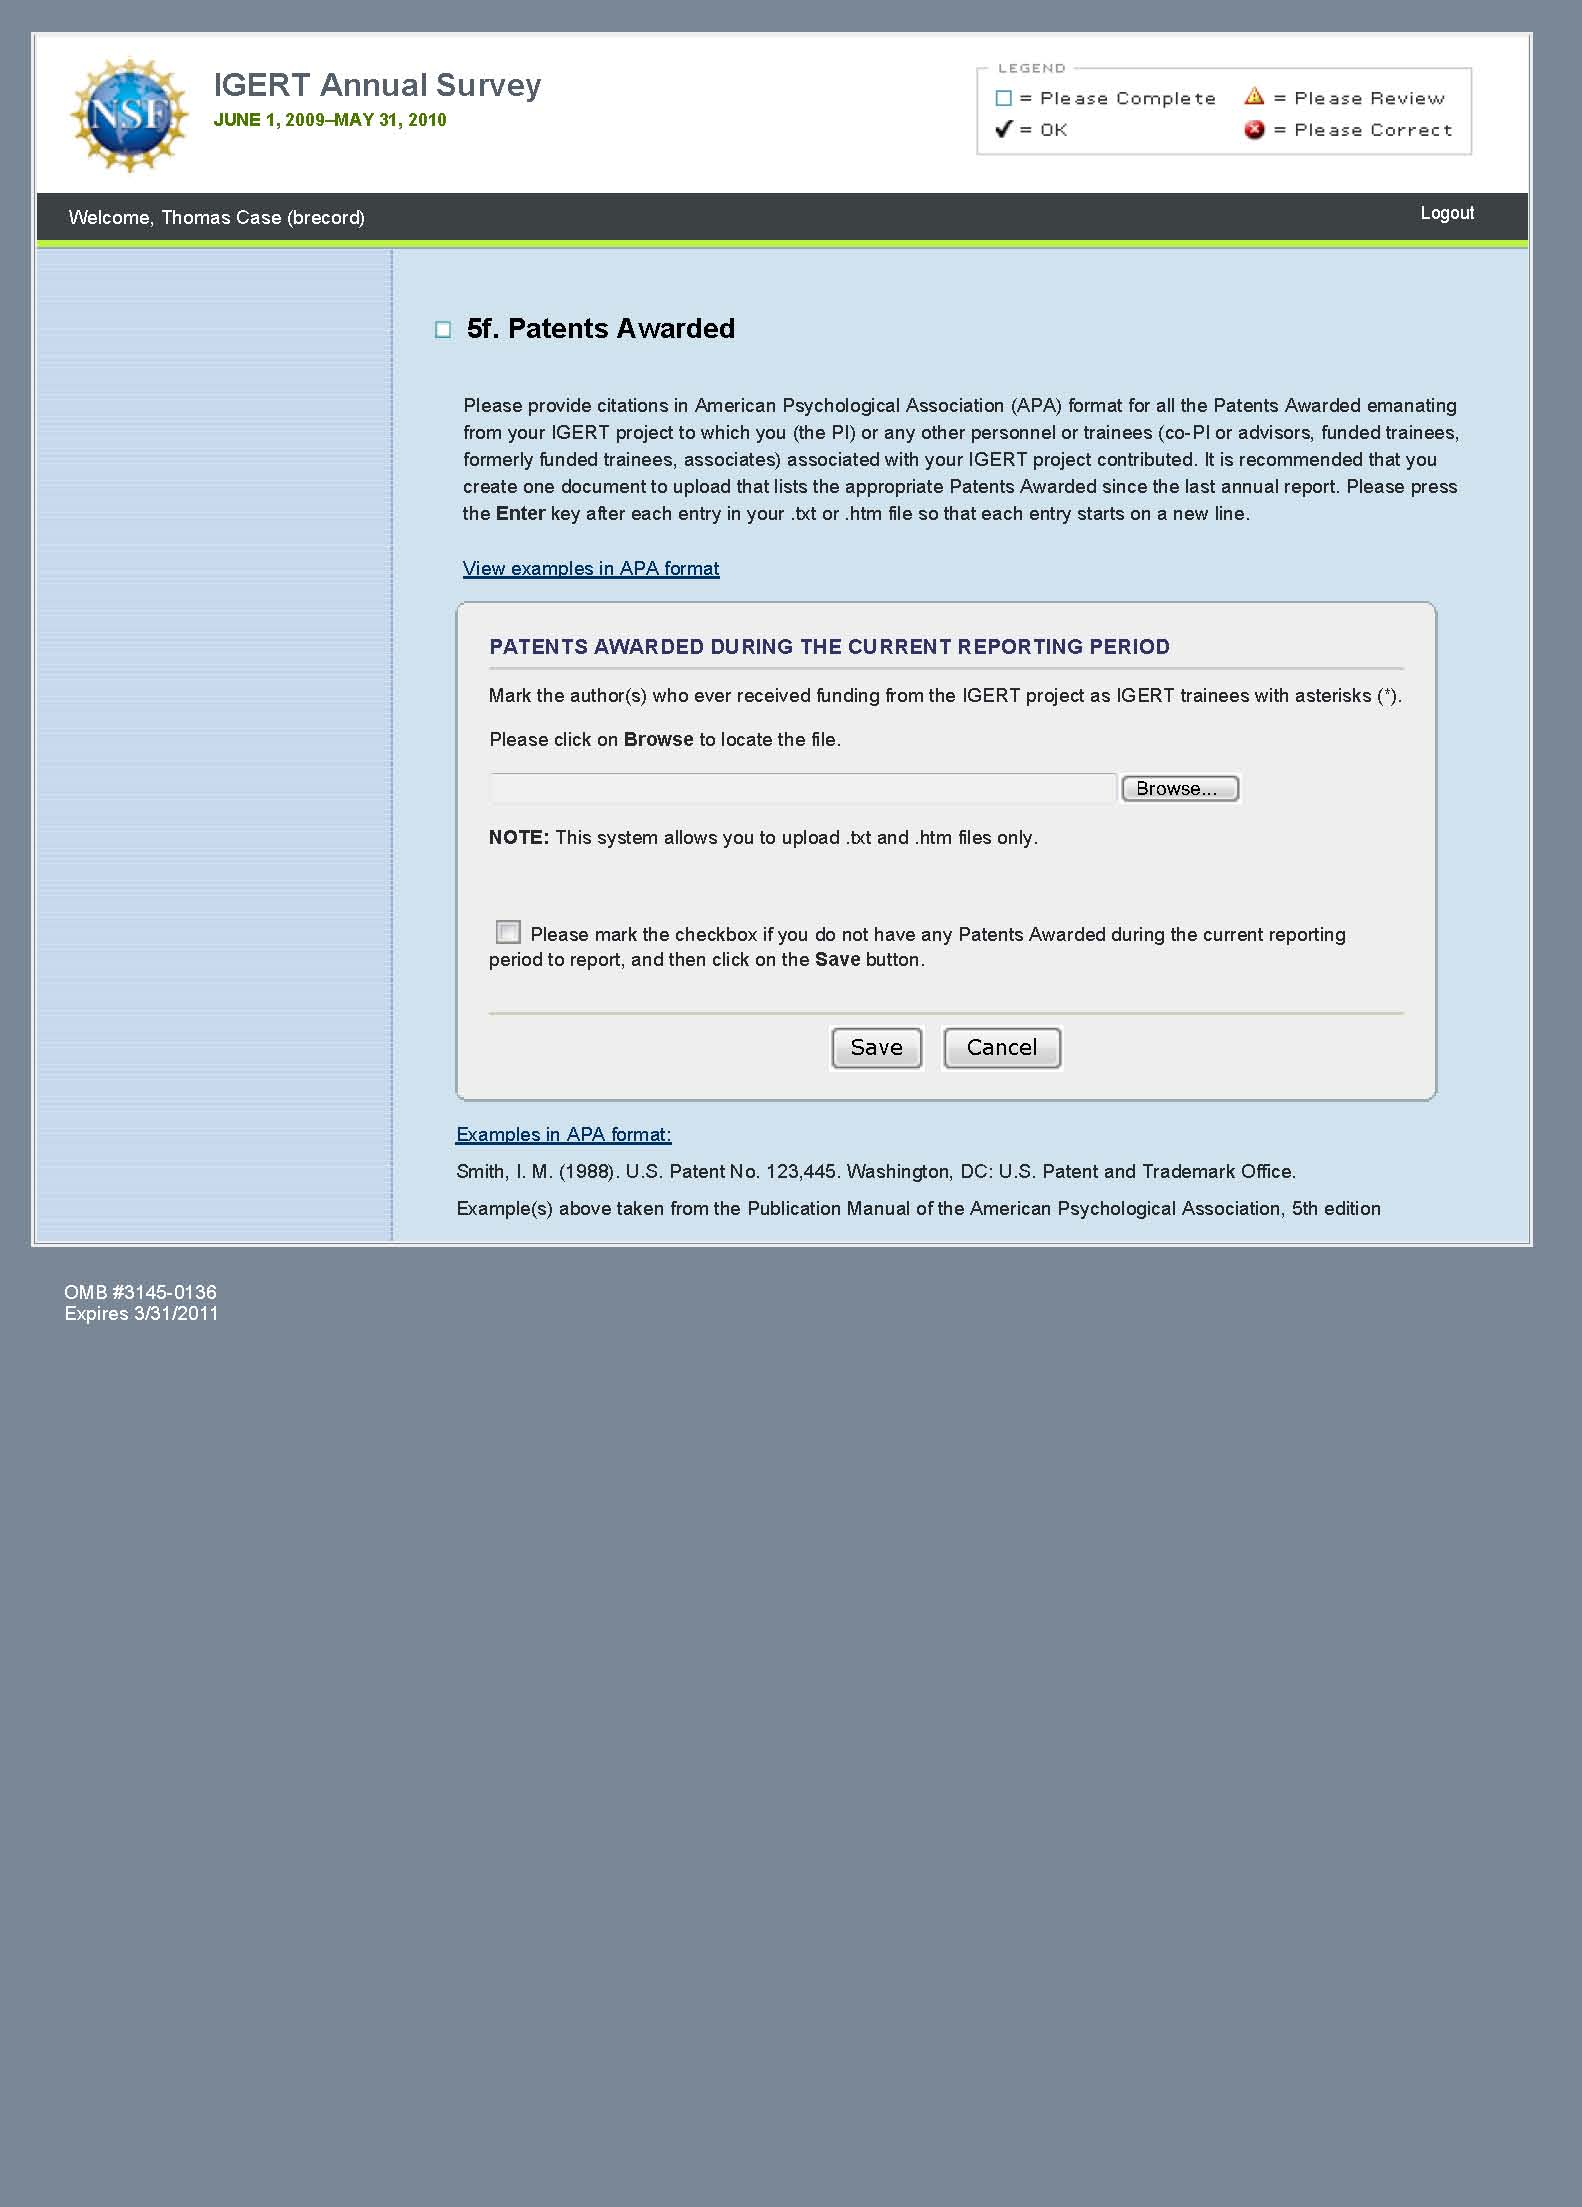 NSF
IGERT Annual Survey
JUNE 1, 2009–MAY 31, 2010
LEGEND
= Please Complete
= Please Review
= OK
= Please Correct
Welcome, Thomas Case (brecord)
Logout
5f. Patents Awarded
Please provide citations in American Psychological Association (APA) format for all the Patents Awarded emanating
from your IGERT project to which you (the PI) or any other personnel or trainees (co-PI or advisors, funded trainees,
formerly funded trainees, associates) associated with your IGERT project contributed. It is recommended that you
create one document to upload that lists the appropriate Patents Awarded since the last annual report. Please press
the Enter key after each entry in your .txt or .htm file so that each entry starts on a new line.
View examples in APA format
PATENTS AWARDED DURING THE CURRENT REPORTING PERIOD
Mark the author(s) who ever received funding from the IGERT project as IGERT trainees with asterisks (*).
Please click on Browse to locate the file.
Browse...
NOTE: This system allows you to upload .txt and .htm files only.
Please mark the checkbox if you do not have any Patents Awarded during the current reporting
period to report, and then click on the Save button.
Save
Cancel
Examples in APA format:
Smith, I. M. (1988). U.S. Patent No. 123,445. Washington, DC: U.S. Patent and Trademark Office.
Example(s) above taken from the Publication Manual of the American Psychological Association, 5th edition
OMB #3145-0136
Expires 3/31/2011